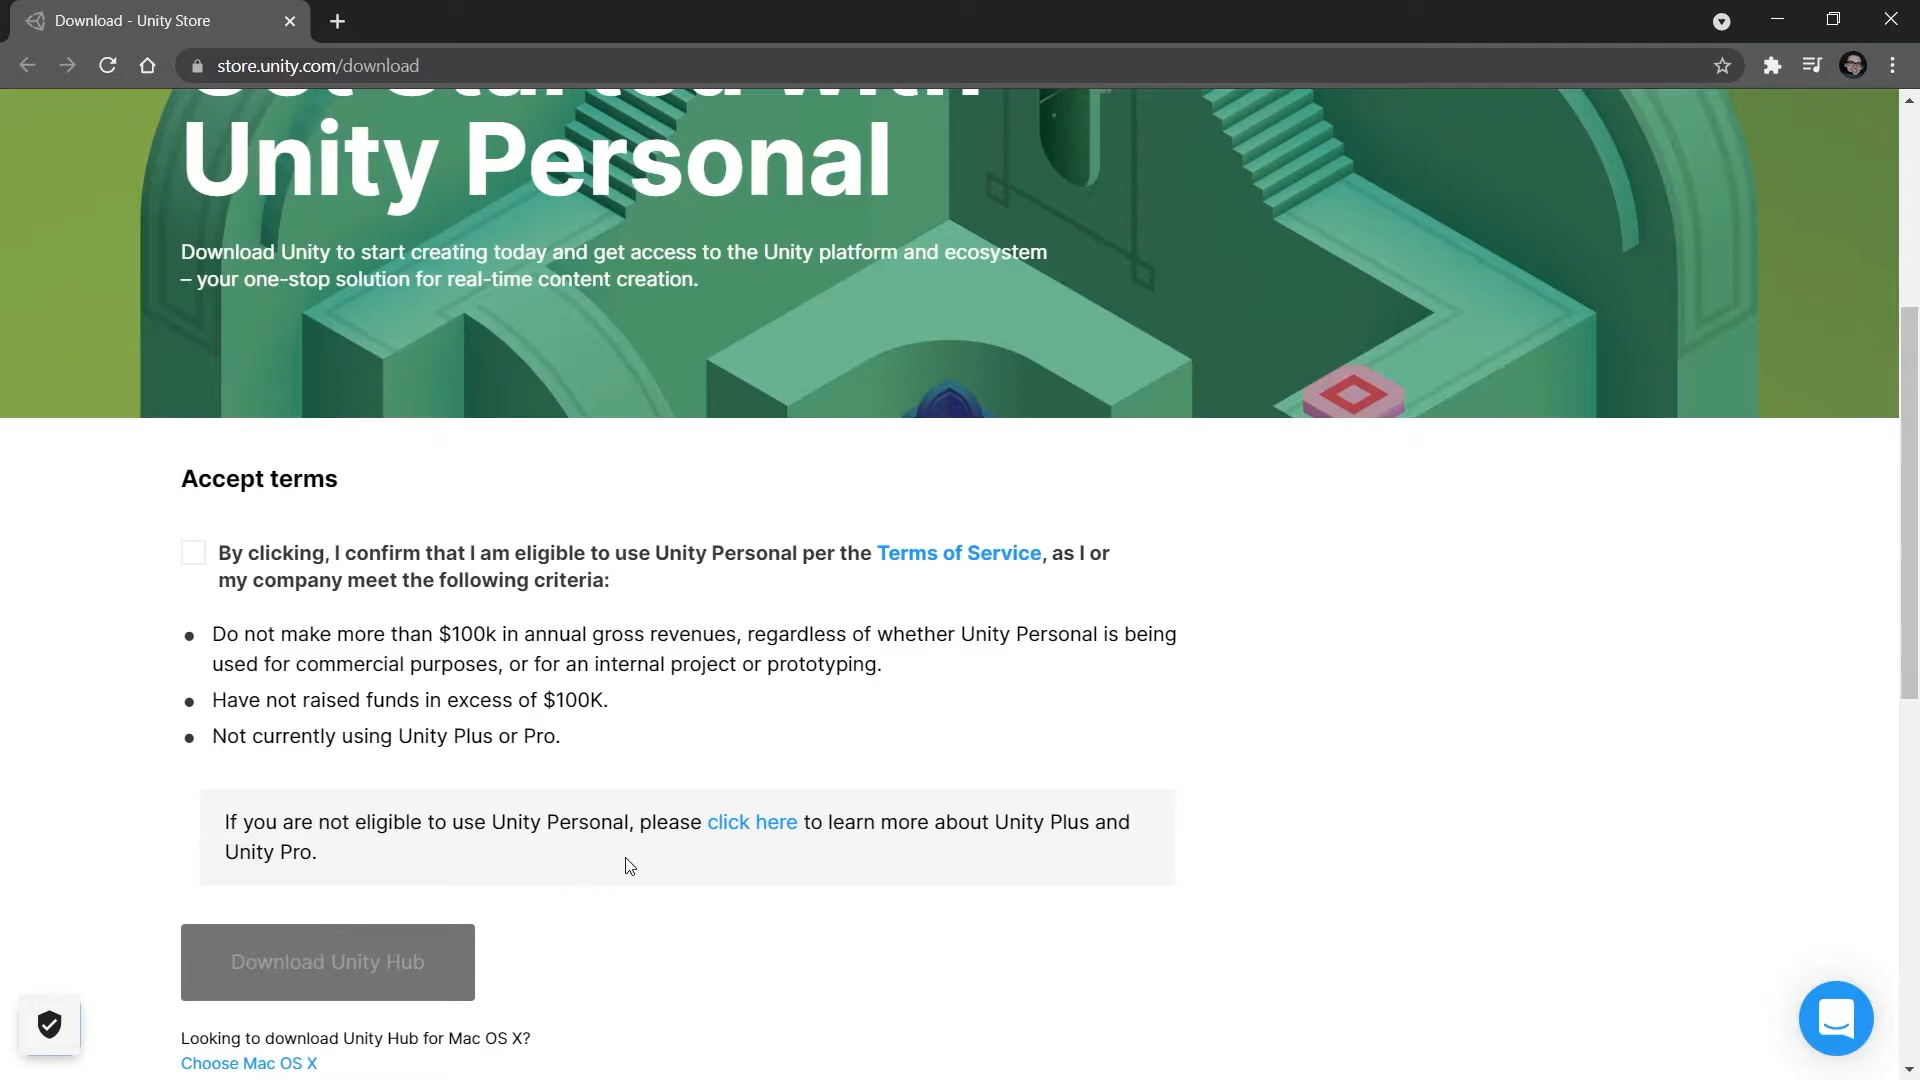 Download - Unity Store
store.unity.com/download
Get Started with
Unity Personal
Download Unity to start creating today and get access to the Unity platform and ecosystem
– your one-stop solution for real-time content creation.
Accept terms
By clicking, I confirm that I am eligible to use Unity Personal per the Terms of Service, as I or
my company meet the following criteria:
● Do not make more than $100k in annual gross revenues, regardless of whether Unity Personal is being
used for commercial purposes, or for an internal project or prototyping.
● Have not raised funds in excess of $100K.
● Not currently using Unity Plus or Pro.
If you are not eligible to use Unity Personal, please click here to learn more about Unity Plus and
Unity Pro.
Download Unity Hub
Looking to download Unity Hub for Mac OS X?
Choose Mac OS X